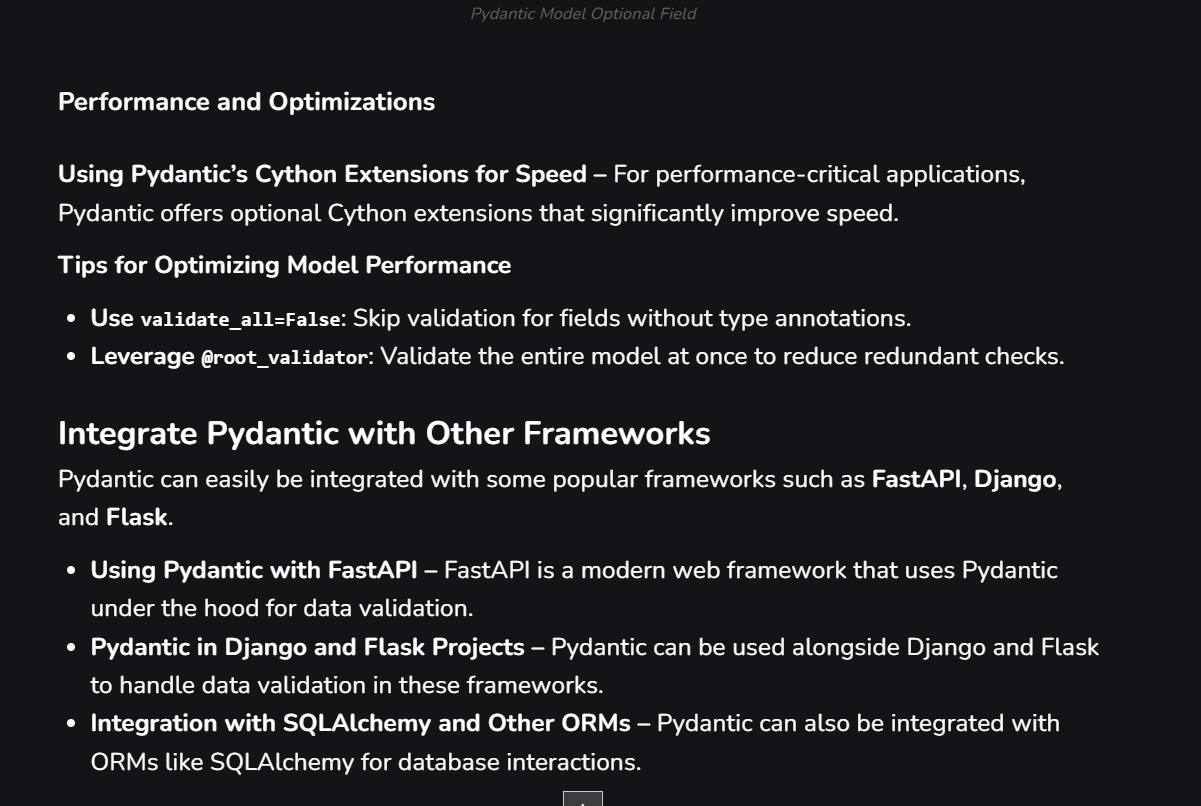 Pydantic Model Optional Field
Performance and Optimizations
Using Pydantic’s Cython Extensions for Speed – For performance-critical applications,
Pydantic offers optional Cython extensions that significantly improve speed.
Tips for Optimizing Model Performance
• Use validate_all=False: Skip validation for fields without type annotations.
• Leverage @root_validator: Validate the entire model at once to reduce redundant checks.
Integrate Pydantic with Other Frameworks
Pydantic can easily be integrated with some popular frameworks such as FastAPI, Django,
and Flask.
• Using Pydantic with FastAPI – FastAPI is a modern web framework that uses Pydantic
under the hood for data validation.
• Pydantic in Django and Flask Projects – Pydantic can be used alongside Django and Flask
to handle data validation in these frameworks.
• Integration with SQLAlchemy and Other ORMs – Pydantic can also be integrated with
ORMs like SQLAlchemy for database interactions.